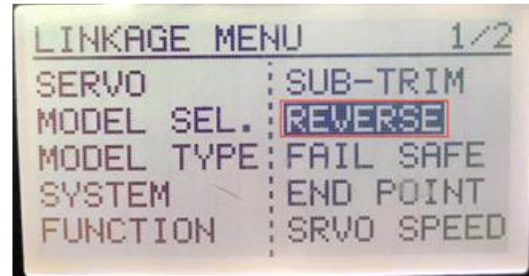 LINKAGE MENU 1/2
SERVO
MODEL SEL.
MODEL TYPE
SYSTEM
FUNCTION
SUB-TRIM
REVERSE
FAIL SAFE
END POINT
SRVO SPEED